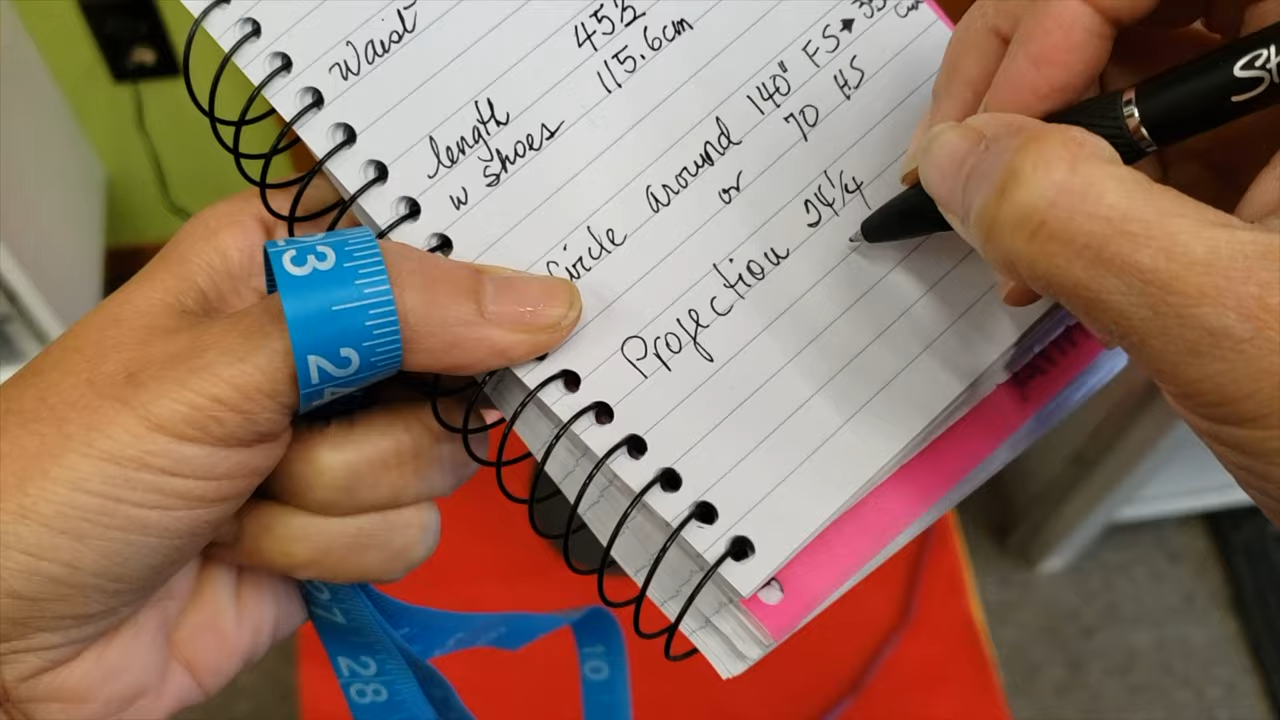 Waist
45½
115.6cm
length
w shoes
Circle around 140" FS
or 70 HS
Projection 24¼
23
24
27
28
10
St